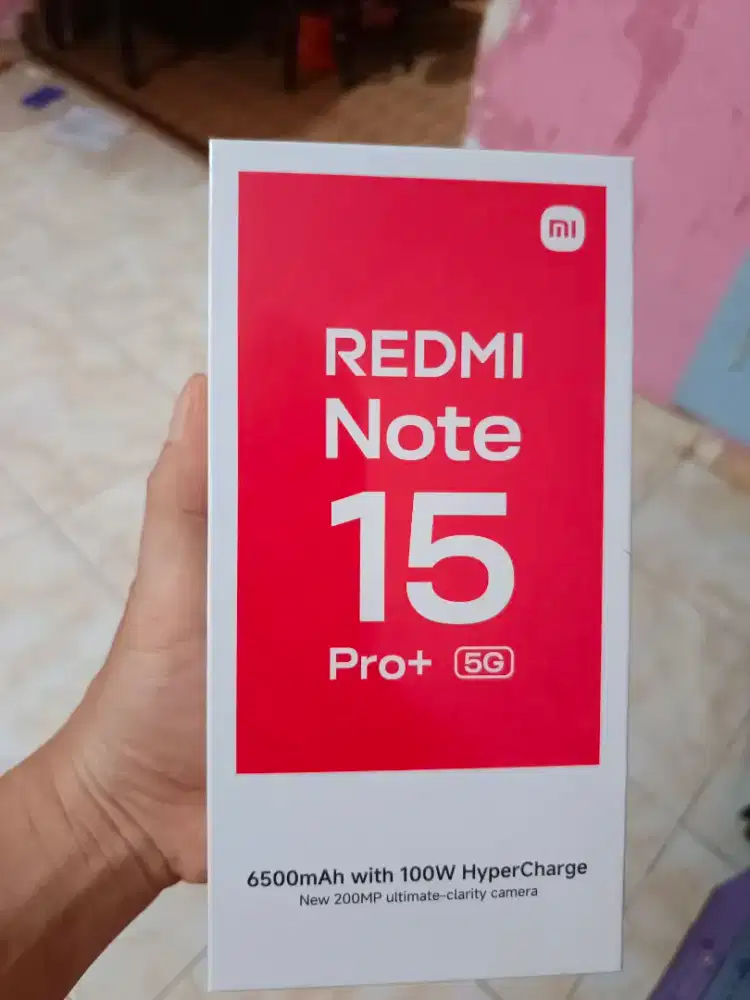 mi
REDMI
Note
15
Pro+ 5G
6500mAh with 100W HyperCharge
New 200MP ultimate-clarity camera